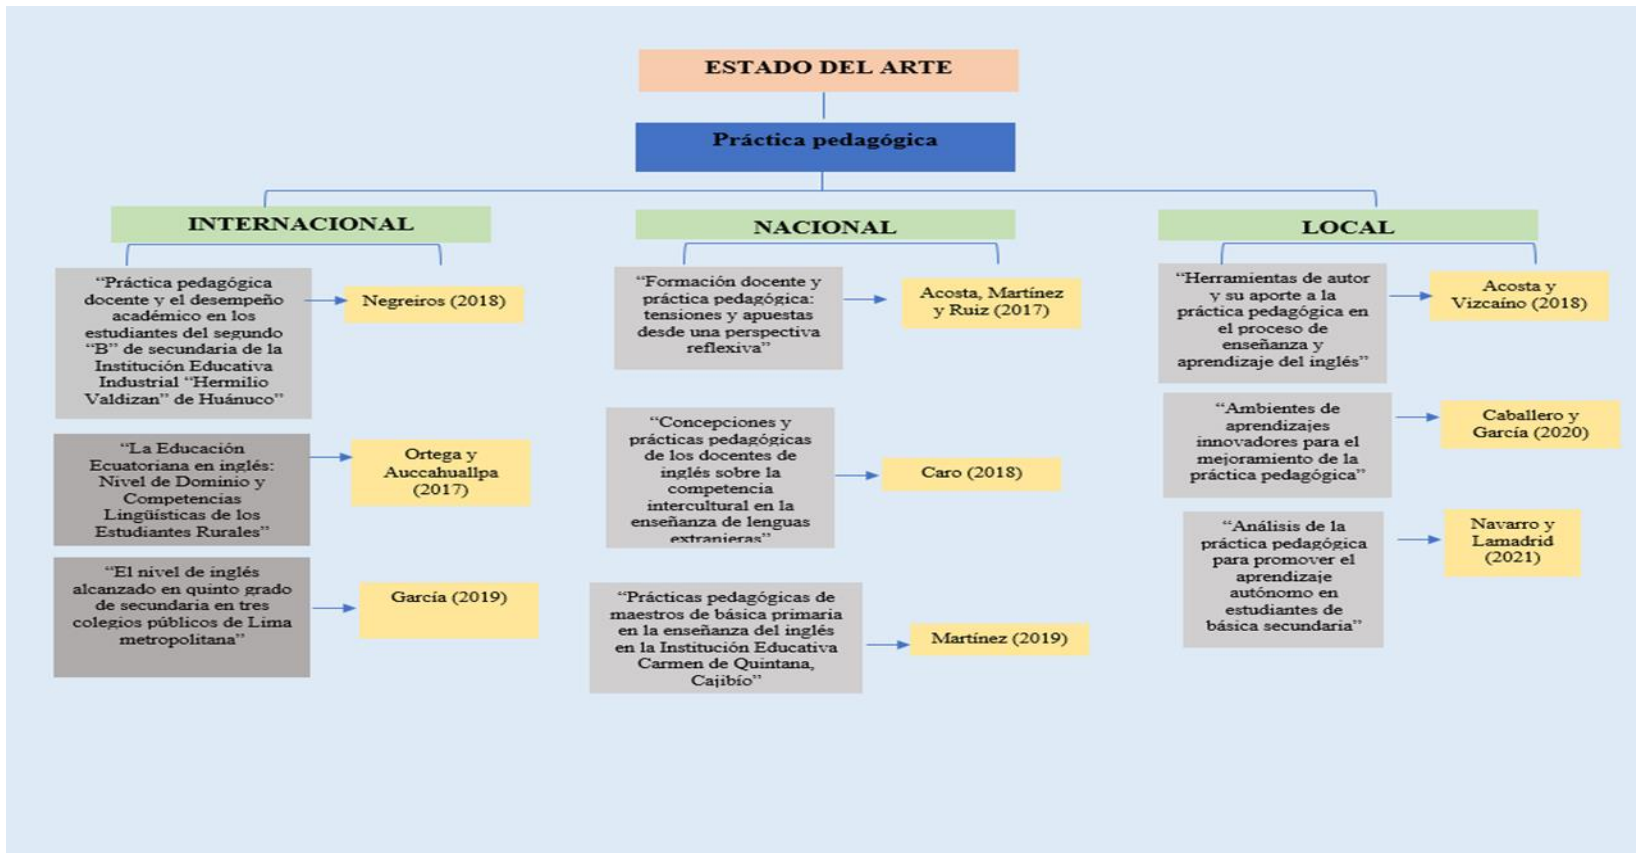 ESTADO DEL ARTE
Práctica pedagógica
INTERNACIONAL
“Práctica pedagógica
docente y el desempeño
académico en los
estudiantes del segundo
“B” de secundaria de la
Institución Educativa
Industrial “Hermilio
Valdizan” de Huánuco”
Negreiros (2018)
“La Educación
Ecuatoriana en inglés:
Nivel de Dominio y
Competencias
Lingüísticas de los
Estudiantes Rurales”
Ortega y
Auccahuallpa
(2017)
“El nivel de inglés
alcanzado en quinto grado
de secundaria en tres
colegios públicos de Lima
metropolitana”
García (2019)
NACIONAL
“Formación docente y
práctica pedagógica:
tensiones y apuestas
desde una perspectiva
reflexiva”
Acosta, Martínez
y Ruiz (2017)
“Concepciones y
prácticas pedagógicas
de los docentes de
inglés sobre la
competencia
intercultural en la
enseñanza de lenguas
extranjeras”
Caro (2018)
“Prácticas pedagógicas de
maestros de básica primaria
en la enseñanza del inglés
en la Institución Educativa
Carmen de Quintana,
Cajibío”
Martínez (2019)
LOCAL
“Herramientas de autor
y su aporte a la
práctica pedagógica en
el proceso de
enseñanza y
aprendizaje del inglés”
Acosta y
Vizcaíno (2018)
“Ambientes de
aprendizajes
innovadores para el
mejoramiento de la
práctica pedagógica”
Caballero y
García (2020)
“Análisis de la
práctica pedagógica
para promover el
aprendizaje
autónomo en
estudiantes de
básica secundaria”
Navarro y
Lamadrid
(2021)